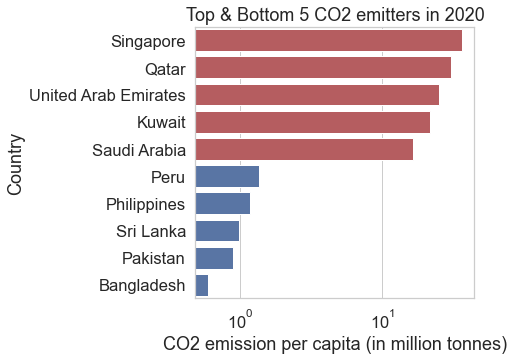 Top & Bottom 5 CO2 emitters in 2020
Country
Singapore
Qatar
United Arab Emirates
Kuwait
Saudi Arabia
Peru
Philippines
Sri Lanka
Pakistan
Bangladesh
10⁰ 10¹
CO2 emission per capita (in million tonnes)